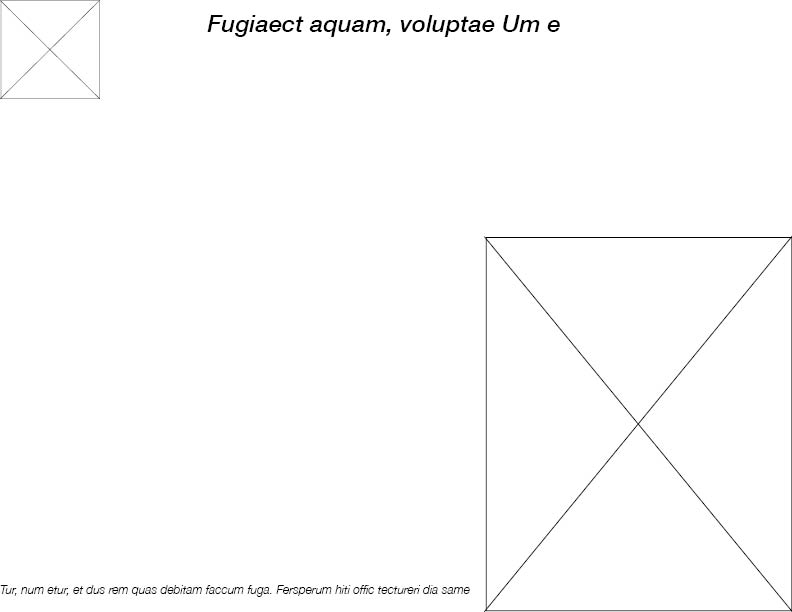 Fugiaect aquam, voluptae Um e
Tur, num etur, et dus rem quas debitam faccum fuga. Fersperum hiti offic tectureri dia same